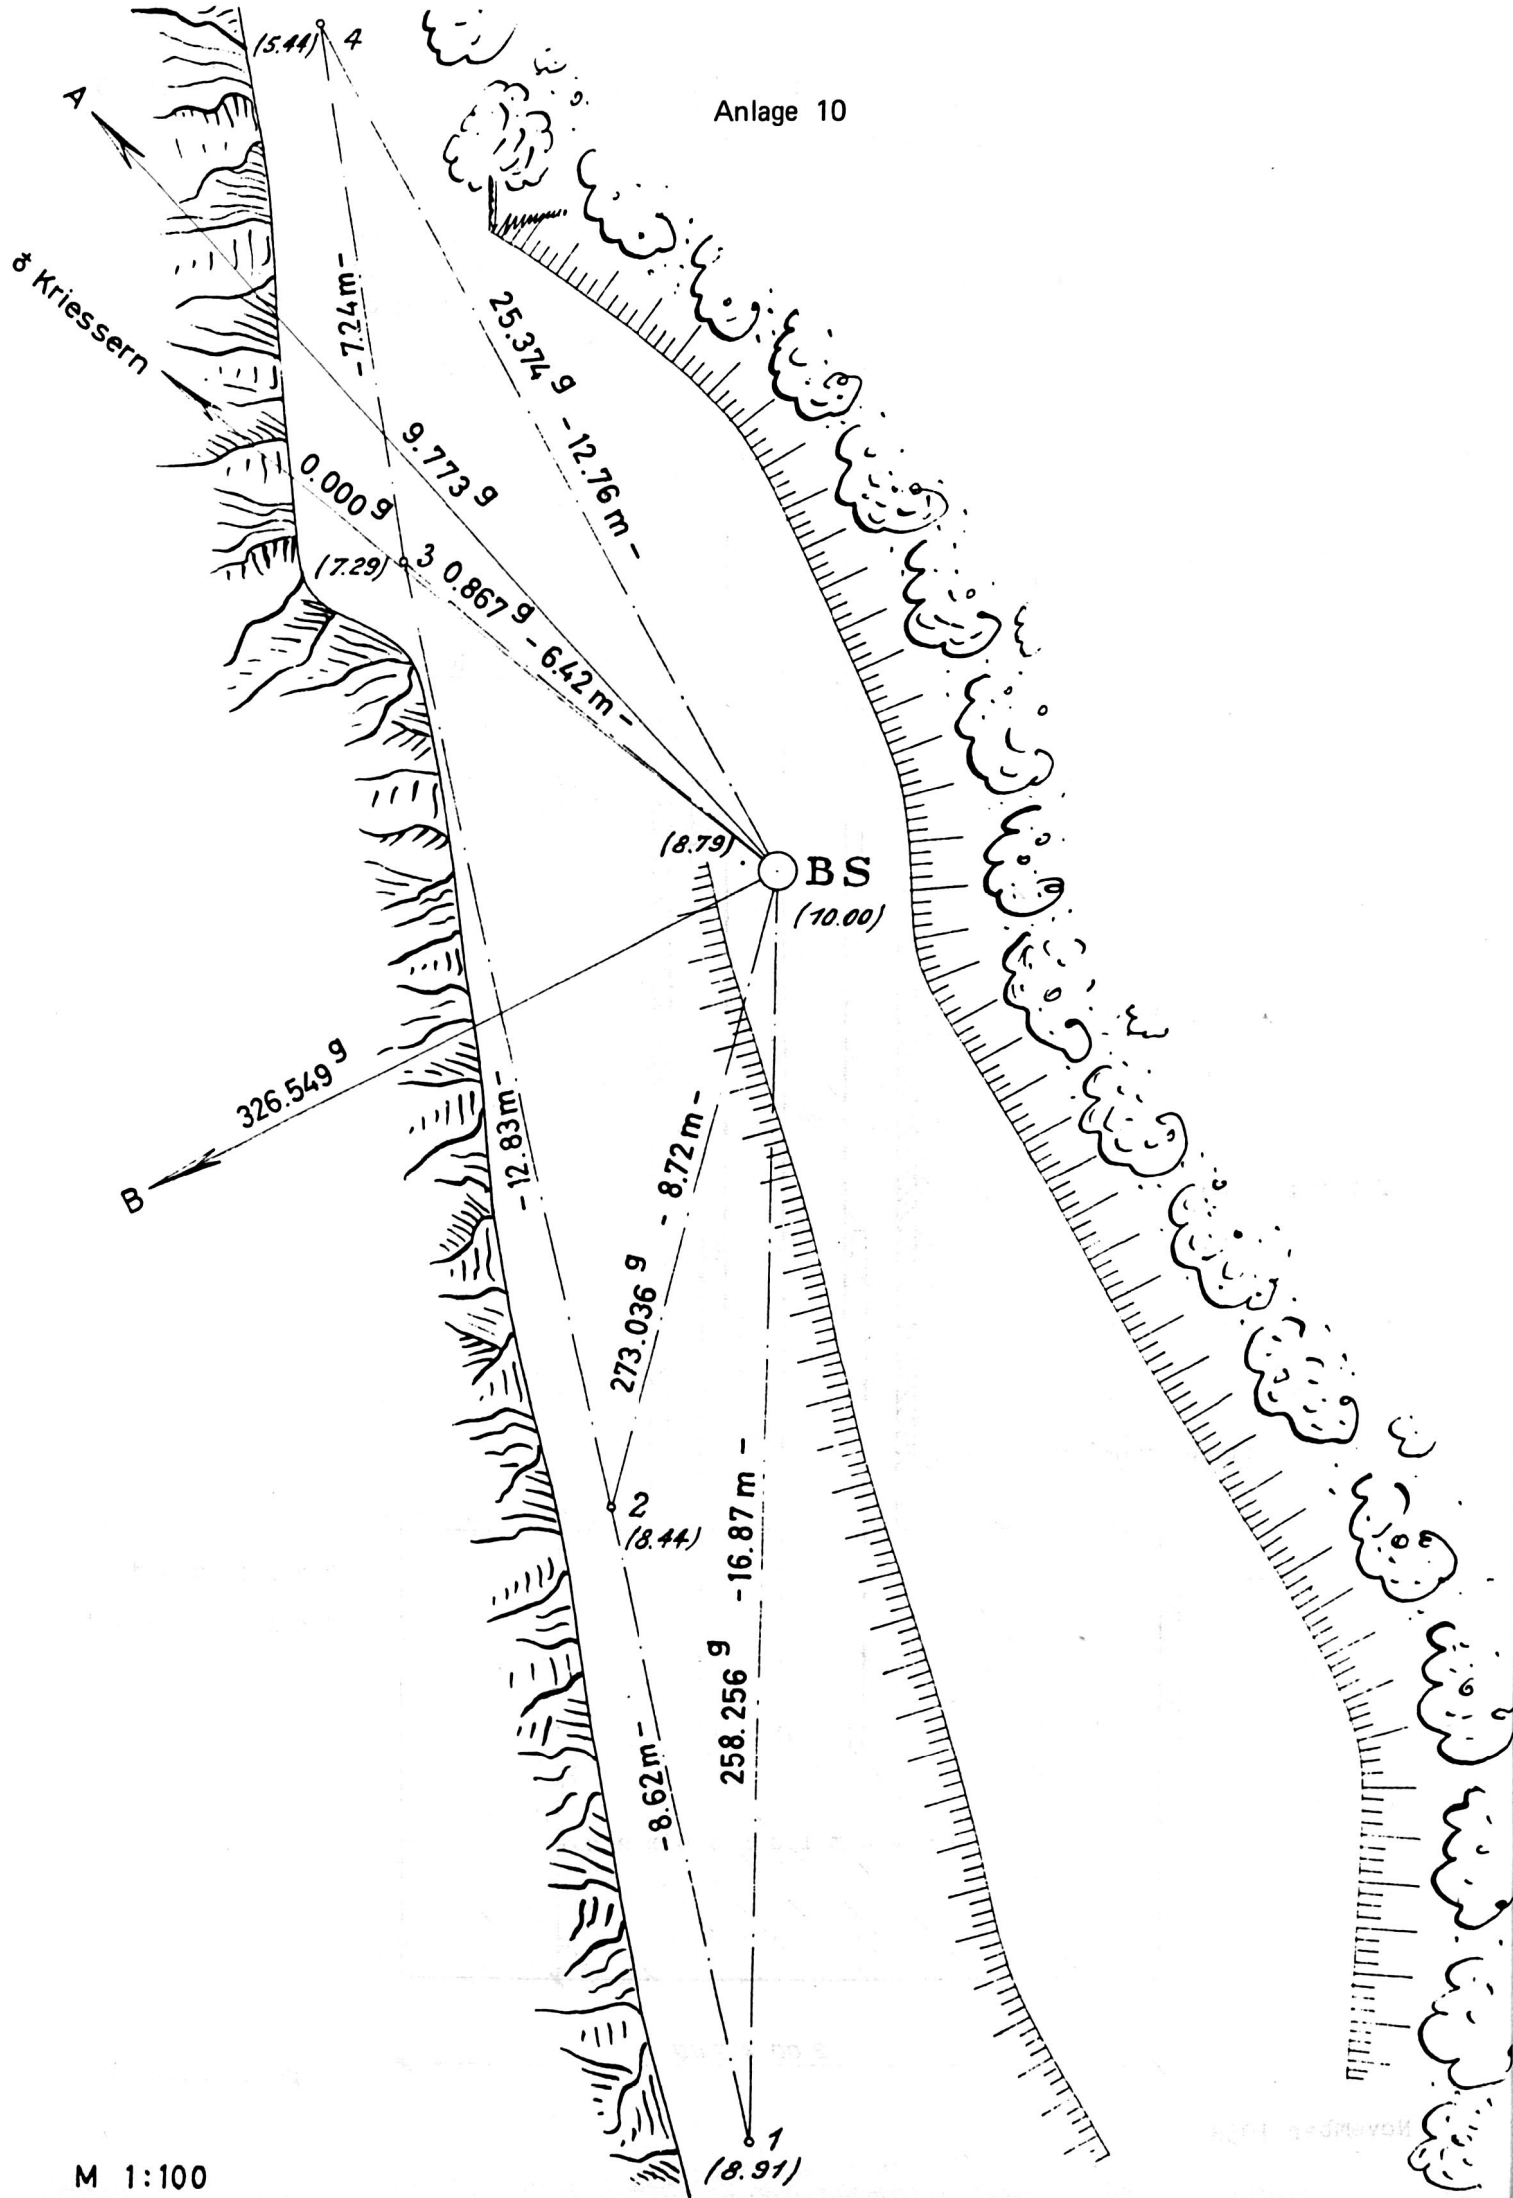 (5.44) 4
A
Anlage 10
Kriessern
-7.24m-
25.374 g -12.76 m-
9.773 g
0.000 g
(7.29) 3
0.867 g -6.42 m-
(8.79)
BS
(10.00)
326.549 g
B
-12.83m-
-8.72 m-
273.036 g
2
(8.44)
-16.87 m-
258.256 g
-8.62m-
1
(8.91)
M 1:100